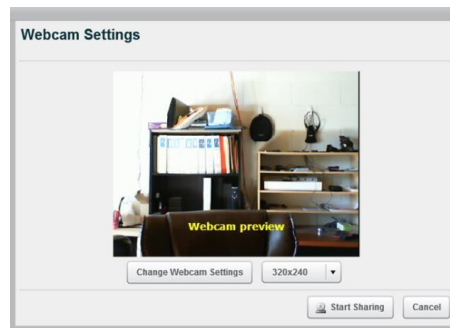 Webcam Settings
Webcam preview
Change Webcam Settings
320x240
Start Sharing
Cancel